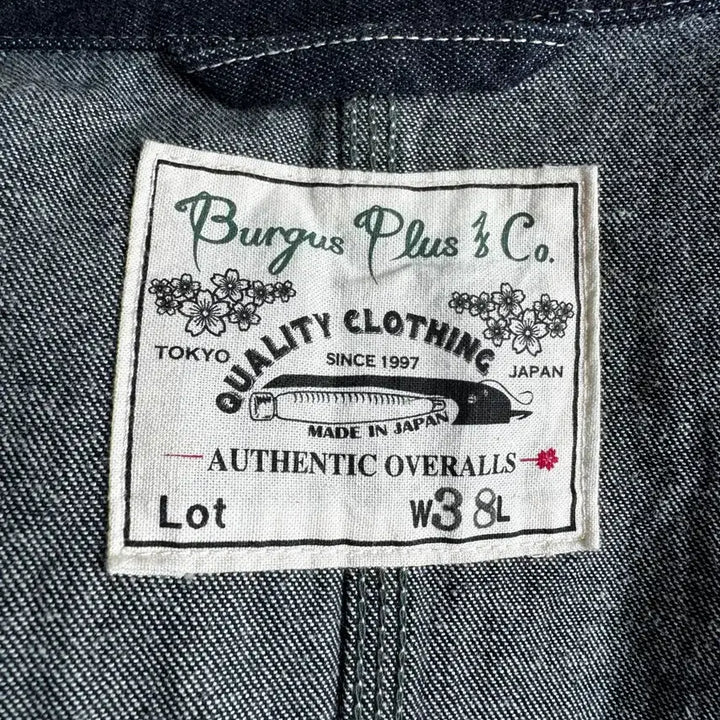 Burgus Plus & Co.
QUALITY CLOTHING
TOKYO SINCE 1997 JAPAN
MADE IN JAPAN
AUTHENTIC OVERALLS
Lot W38L